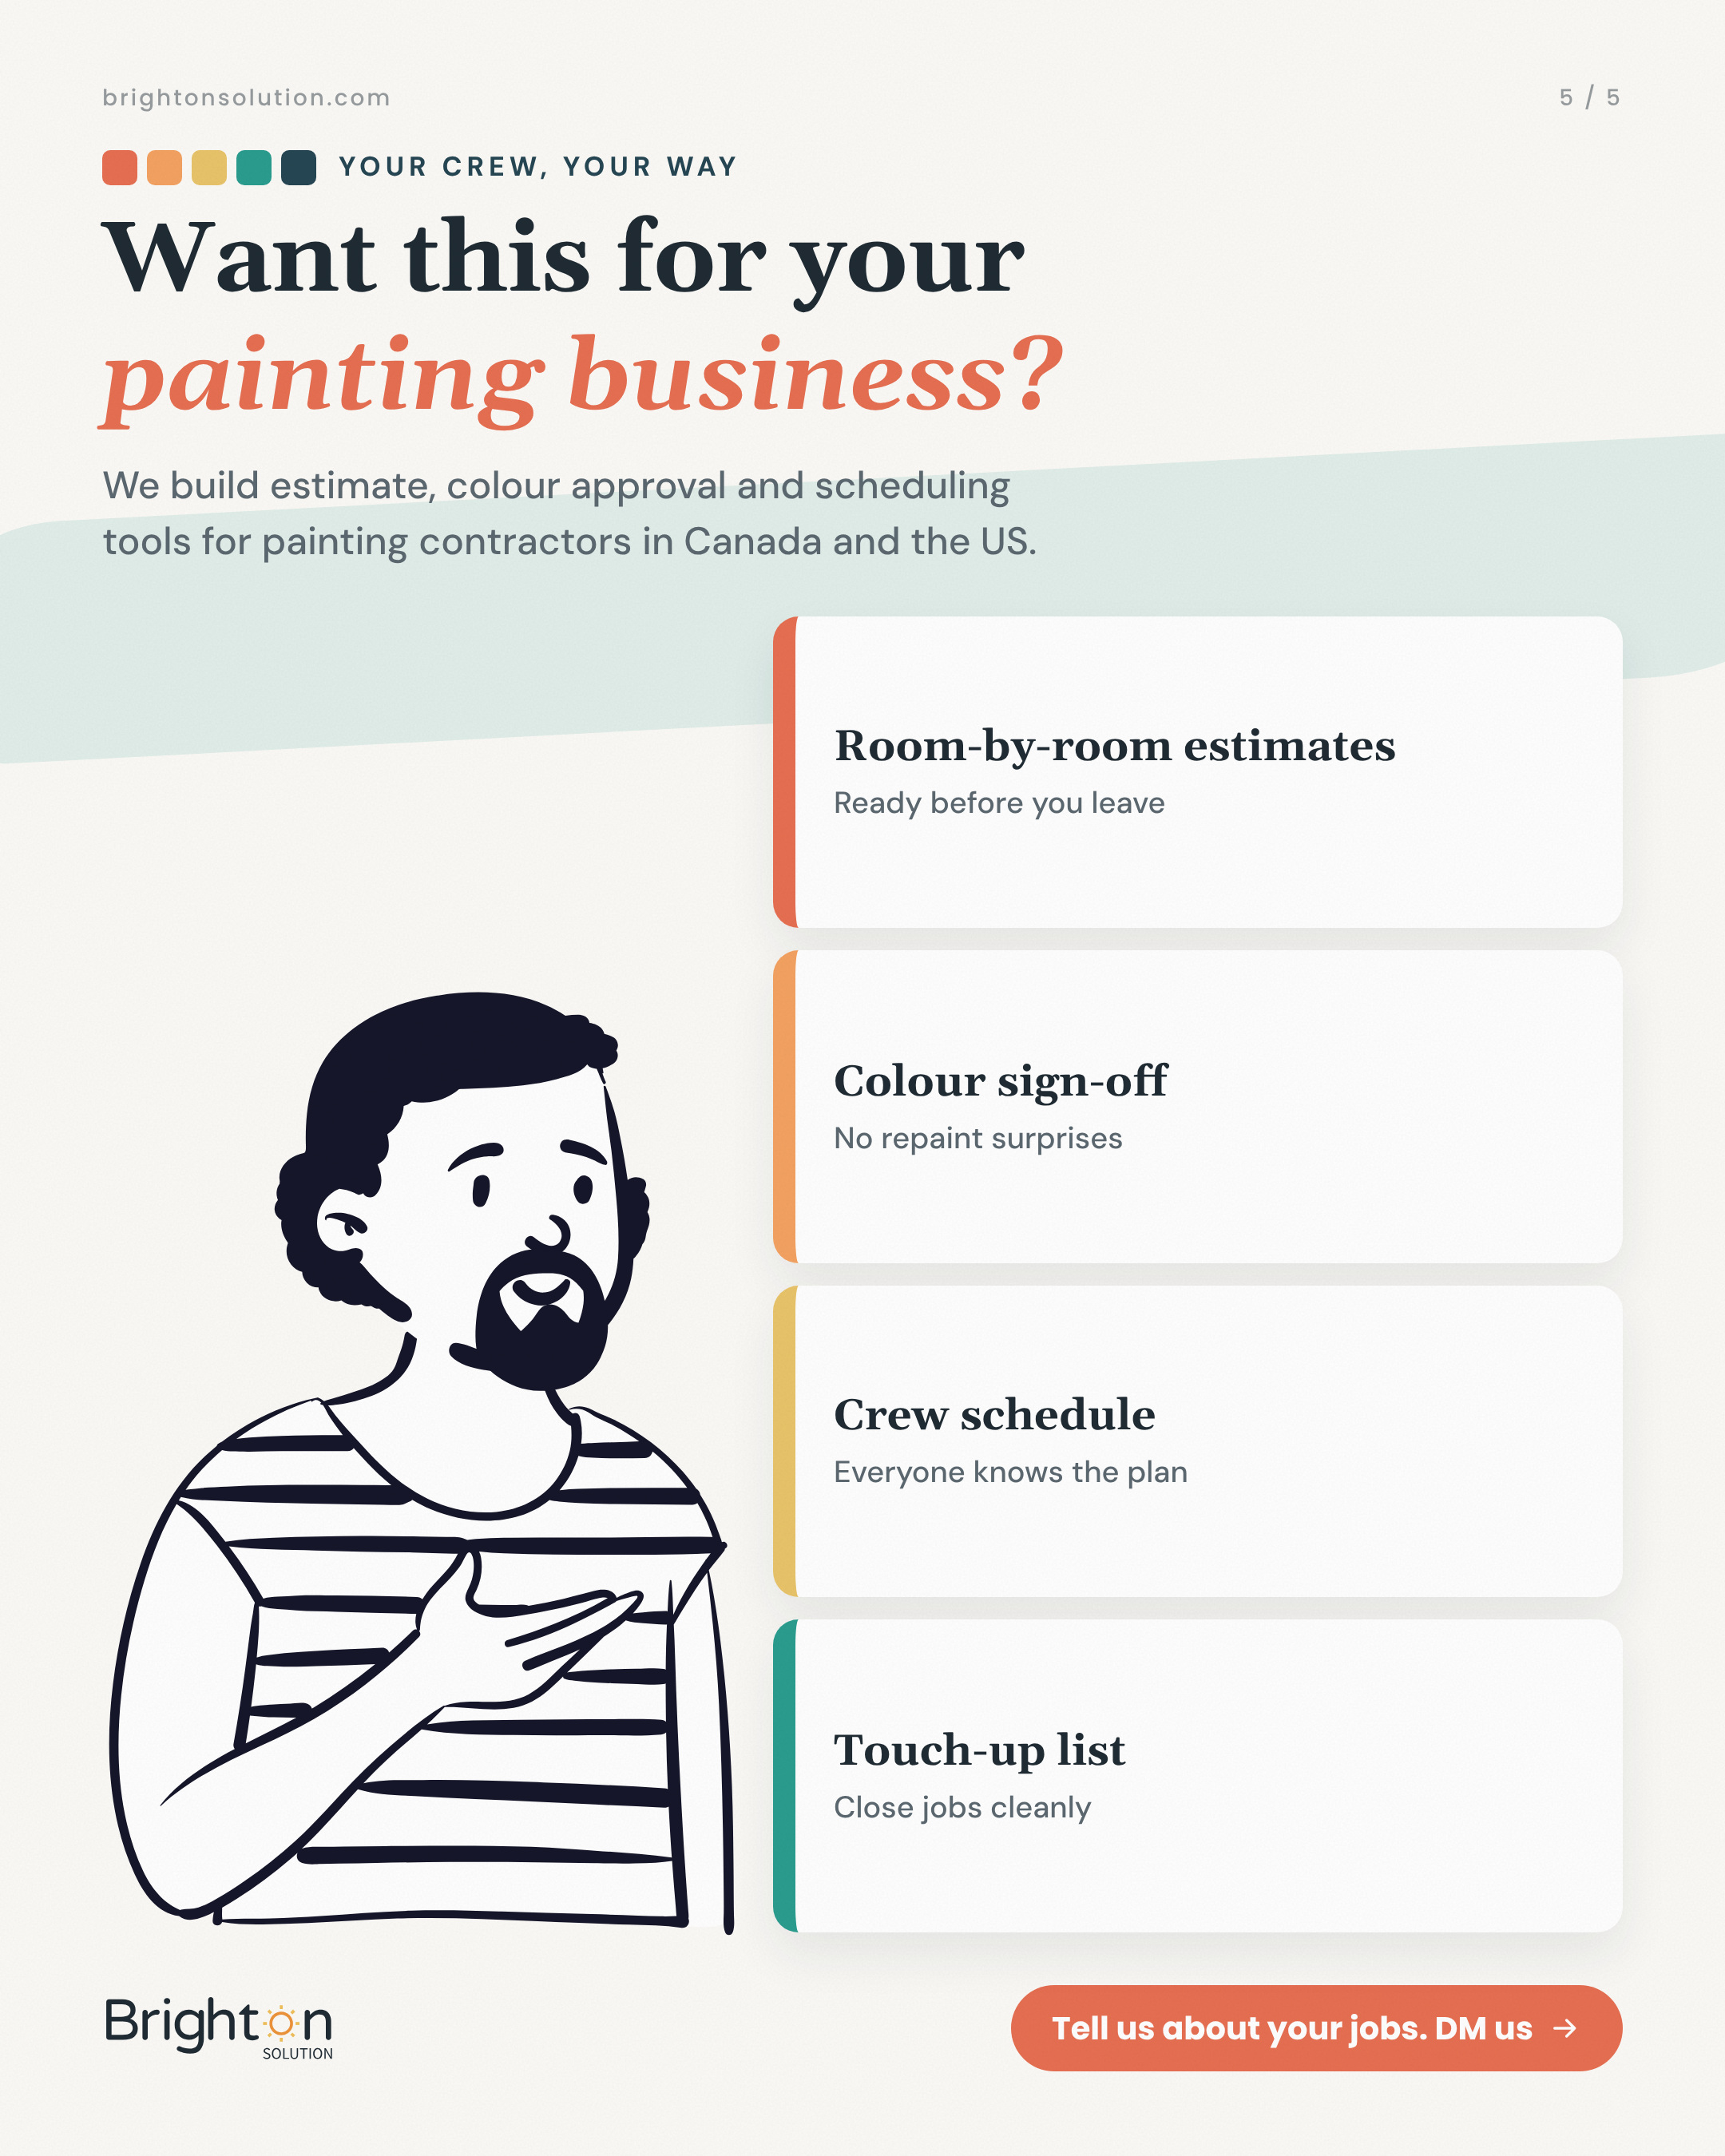 brightonsolution.com
5 / 5
YOUR CREW, YOUR WAY
Want this for your
painting business?
We build estimate, colour approval and scheduling
tools for painting contractors in Canada and the US.
Room-by-room estimates
Ready before you leave
Colour sign-off
No repaint surprises
Crew schedule
Everyone knows the plan
Touch-up list
Close jobs cleanly
Brighton
SOLUTION
Tell us about your jobs. DM us →